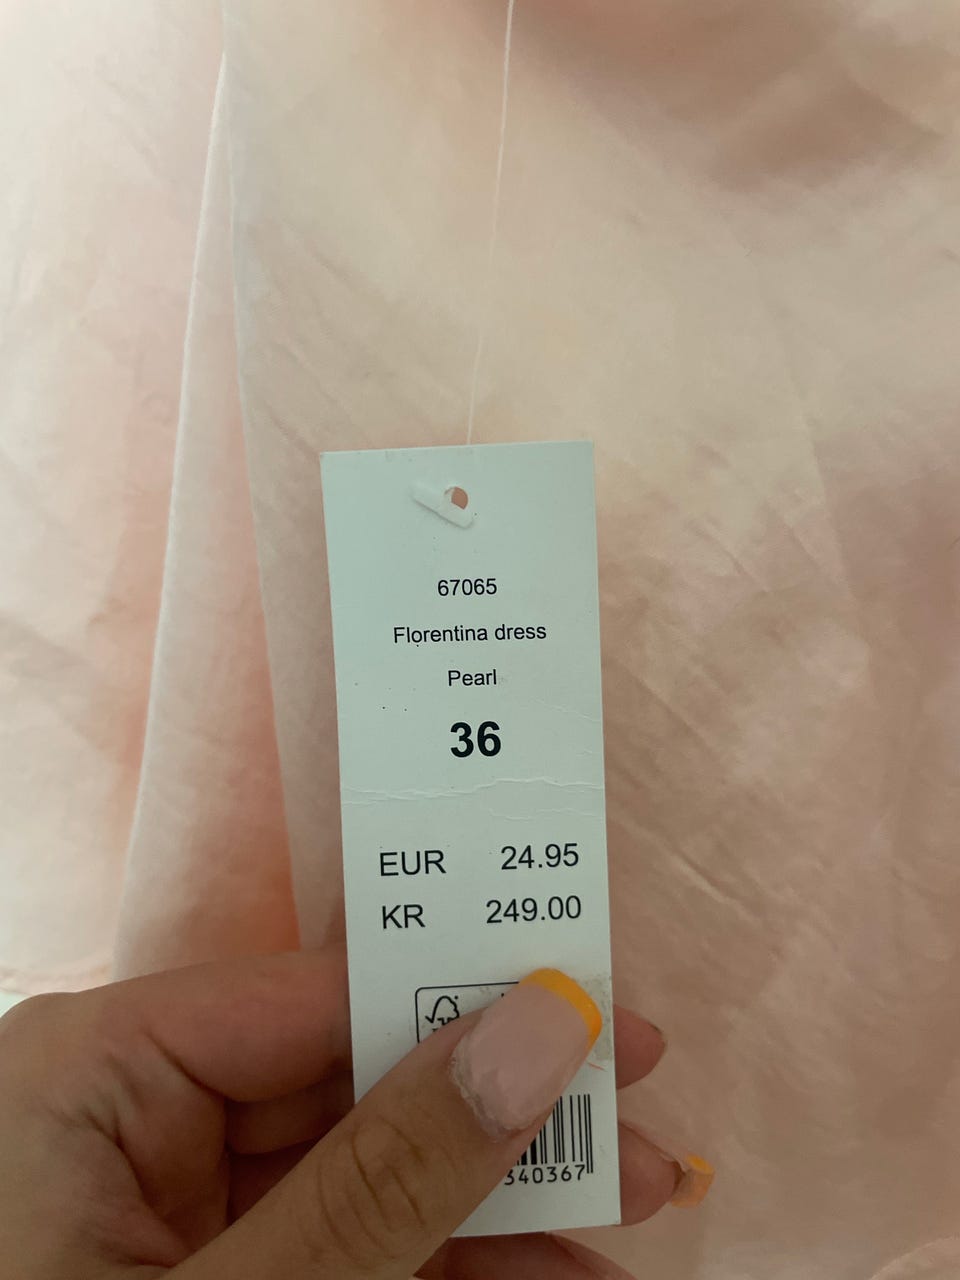 67065
Florentina dress
Pearl
36
EUR 24.95
KR 249.00
340367